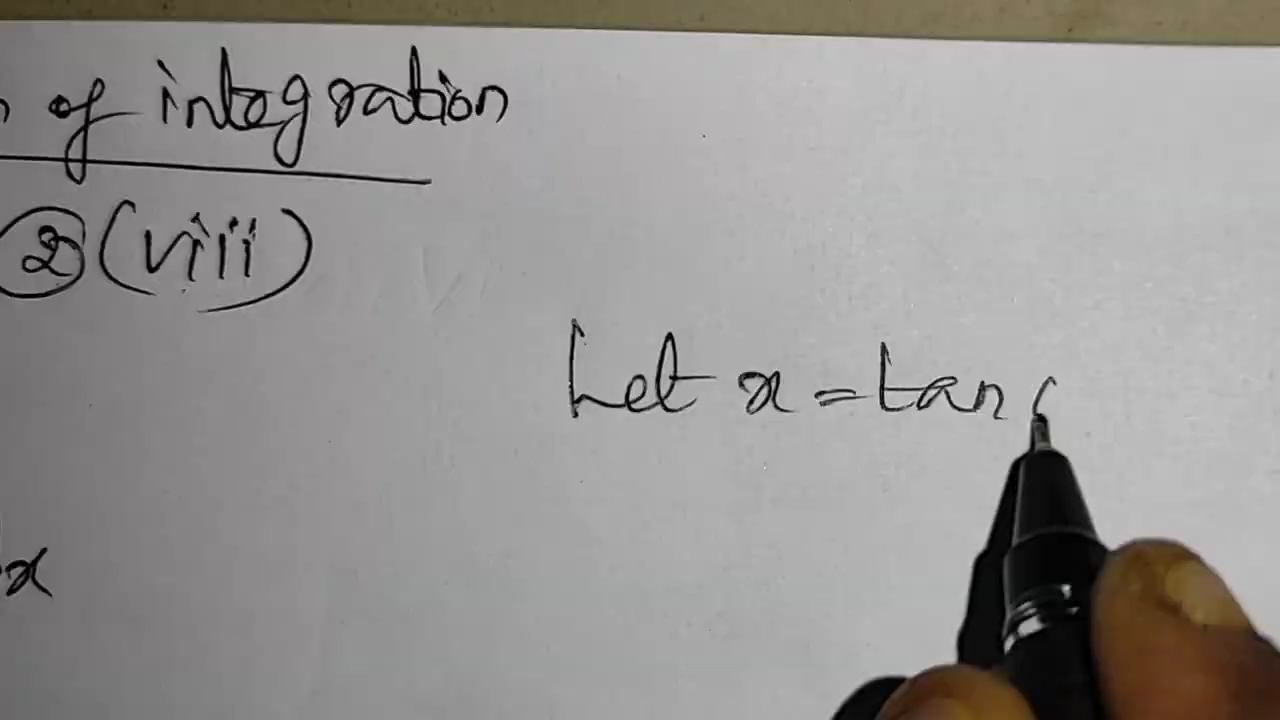 of integration
② (viii)
Let x = tan
x